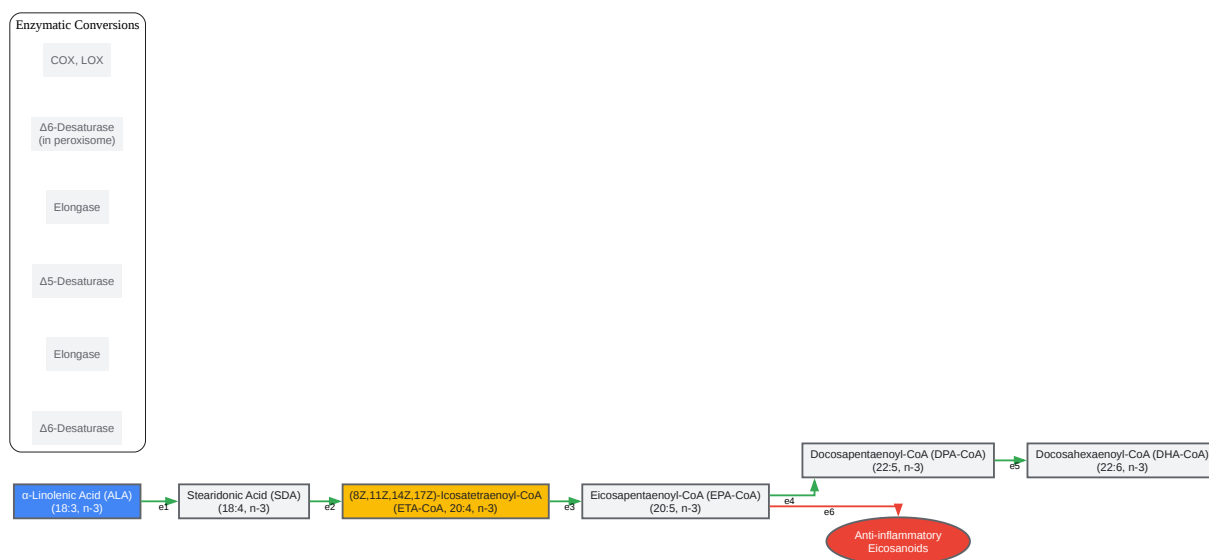 Enzymatic Conversions
COX, LOX
Δ6-Desaturase
(in peroxisome)
Elongase
Δ5-Desaturase
Elongase
Δ6-Desaturase
α-Linolenic Acid (ALA)
(18:3, n-3)
e1
Stearidonic Acid (SDA)
(18:4, n-3)
e2
(8Z,11Z,14Z,17Z)-Icosatetraenoyl-CoA
(ETA-CoA, 20:4, n-3)
e3
Eicosapentaenoyl-CoA (EPA-CoA)
(20:5, n-3)
e4
e6
Docosapentaenoyl-CoA (DPA-CoA)
(22:5, n-3)
e5
Docosahexaenoyl-CoA (DHA-CoA)
(22:6, n-3)
Anti-inflammatory
Eicosanoids